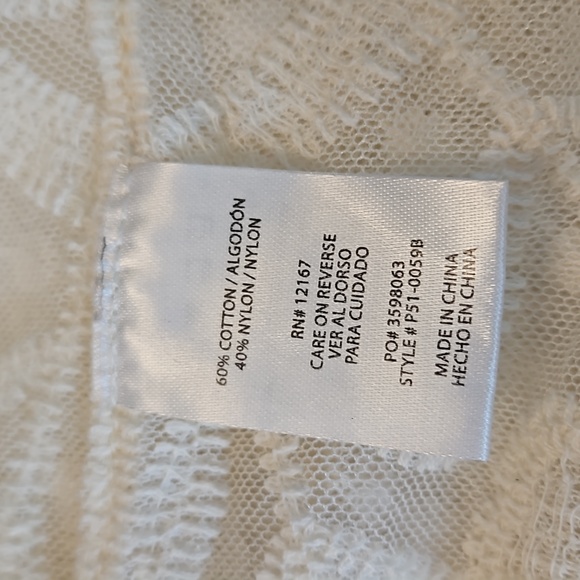 60% COTTON / ALGODÓN
40% NYLON / NYLON
RN# 12167
CARE ON REVERSE
VER AL DORSO
PARA CUIDADO
PO# 3598063
STYLE # P51-0059B
MADE IN CHINA
HECHO EN CHINA